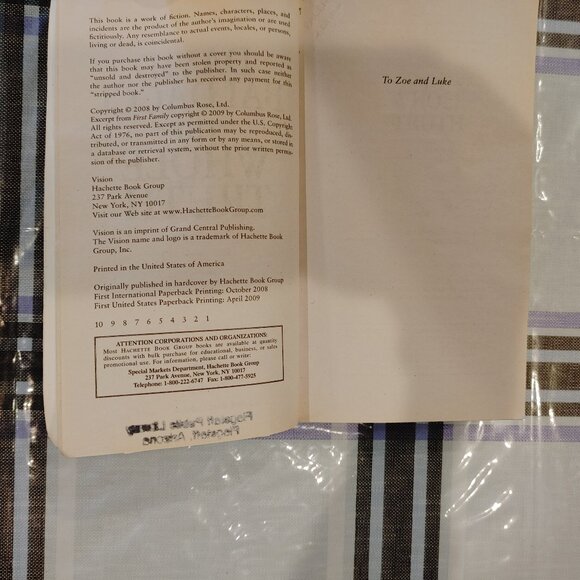 This book is a work of fiction. Names, characters, places, and
incidents are the product of the author's imagination or are used
fictitiously. Any resemblance to actual events, locales, or persons,
living or dead, is coincidental.
If you purchase this book without a cover you should be aware
that this book may have been stolen property and reported as
"unsold and destroyed" to the publisher. In such case neither
the author nor the publisher has received any payment for this
"stripped book."
Copyright © 2008 by Columbus Rose, Ltd.
Excerpt from First Family copyright © 2009 by Columbus Rose, Ltd.
All rights reserved. Except as permitted under the U.S. Copyright
Act of 1976, no part of this publication may be reproduced, dis-
tributed, or transmitted in any form or by any means, or stored in
a database or retrieval system, without the prior written permis-
sion of the publisher.
Vision
Hachette Book Group
237 Park Avenue
New York, NY 10017
Visit our Web site at www.HachetteBookGroup.com
Vision is an imprint of Grand Central Publishing.
The Vision name and logo is a trademark of Hachette Book
Group, Inc.
Printed in the United States of America
Originally published in hardcover by Hachette Book Group
First International Paperback Printing: October 2008
First United States Paperback Printing: April 2009
10 9 8 7 6 5 4 3 2 1
ATTENTION CORPORATIONS AND ORGANIZATIONS:
Most HACHETTE BOOK GROUP books are available at quantity
discounts with bulk purchase for educational, business, or sales
promotional use. For information, please call or write:
Special Markets Department, Hachette Book Group
237 Park Avenue, New York, NY 10017
Telephone: 1-800-222-6747 Fax: 1-800-477-5925
Flagstaff Public Library
Flagstaff, Arizona
To Zoe and Luke